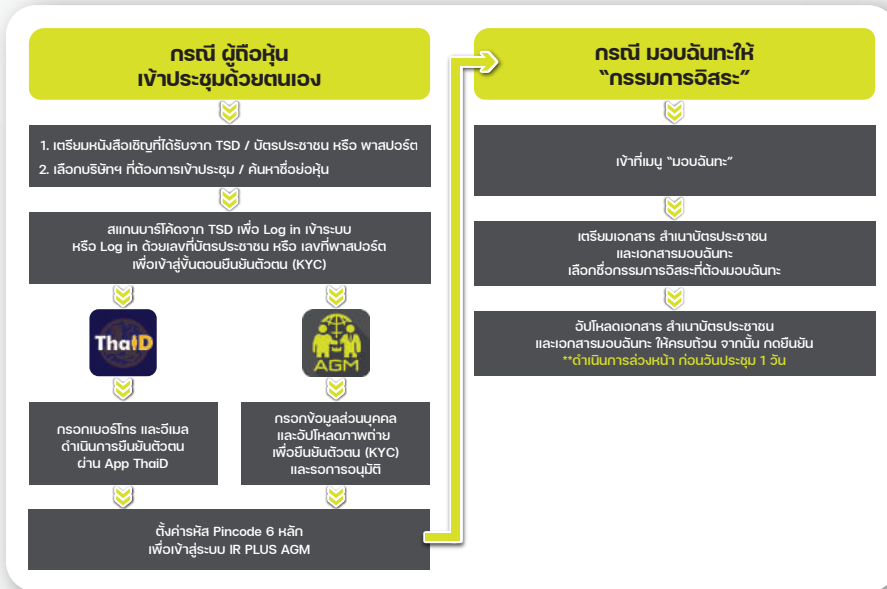 กรณี ผู้ถือหุ้น
เข้าประชุมด้วยตนเอง
1. เตรียมหนังสือเชิญที่ได้รับจาก TSD / บัตรประชาชน หรือ พาสปอร์ต
2. เลือกบริษัทฯ ที่ต้องการเข้าประชุม / ค้นหาชื่อย่อหุ้น
สแกนบาร์โค้ดจาก TSD เพื่อ Log in เข้าระบบ
หรือ Log in ด้วยเลขที่บัตรประชาชน หรือ เลขที่พาสปอร์ต
เพื่อเข้าสู่ขั้นตอนยืนยันตัวตน (KYC)
ThaID
กรอกเบอร์โทร และอีเมล
ดำเนินการยืนยันตัวตน
ผ่าน App ThaiD
AGM
กรอกข้อมูลส่วนบุคคล
และอัปโหลดภาพถ่าย
เพื่อยืนยันตัวตน (KYC)
และรอการอนุมัติ
ตั้งค่ารหัส Pincode 6 หลัก
เพื่อเข้าสู่ระบบ IR PLUS AGM
กรณี มอบฉันทะให้
“กรรมการอิสระ”
เข้าที่เมนู “มอบฉันทะ”
เตรียมเอกสาร สำเนาบัตรประชาชน
และเอกสารมอบฉันทะ
เลือกชื่อกรรมการอิสระที่ต้องมอบฉันทะ
อัปโหลดเอกสาร สำเนาบัตรประชาชน
และเอกสารมอบฉันทะ ให้ครบถ้วน จากนั้น กดยืนยัน
**ดำเนินการล่วงหน้า ก่อนวันประชุม 1 วัน